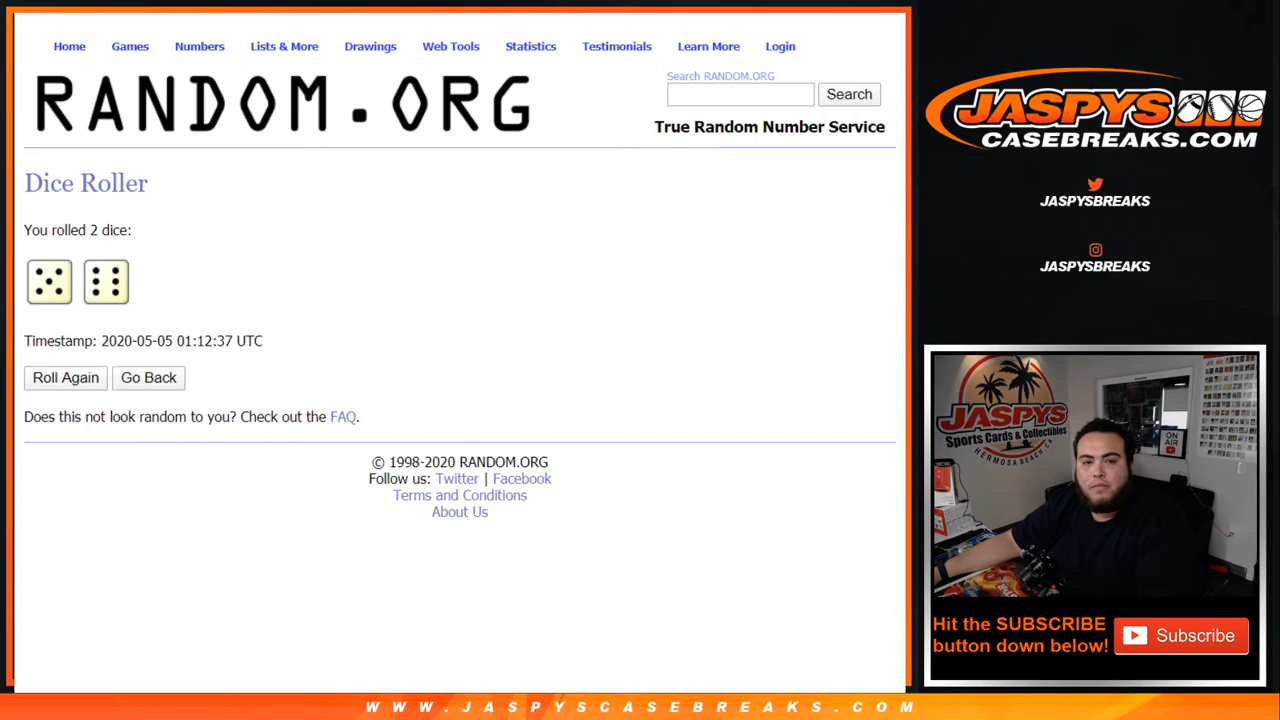 Home Games Numbers Lists & More Drawings Web Tools Statistics Testimonials Learn More Login
RANDOM.ORG
Search RANDOM.ORG
Search
True Random Number Service
Dice Roller
You rolled 2 dice:
Timestamp: 2020-05-05 01:12:37 UTC
Roll Again Go Back
Does this not look random to you? Check out the FAQ.
© 1998-2020 RANDOM.ORG
Follow us: Twitter | Facebook
Terms and Conditions
About Us
JASPYS
CASEBREAKS.COM
JASPYSBREAKS
JASPYSBREAKS
JASPYS
Sports Cards & Collectibles
HERMOSA BEACH, CA
ON AIR
Hit the SUBSCRIBE
button down below!
Subscribe
WWW.JASPYSCASEBREAKS.COM